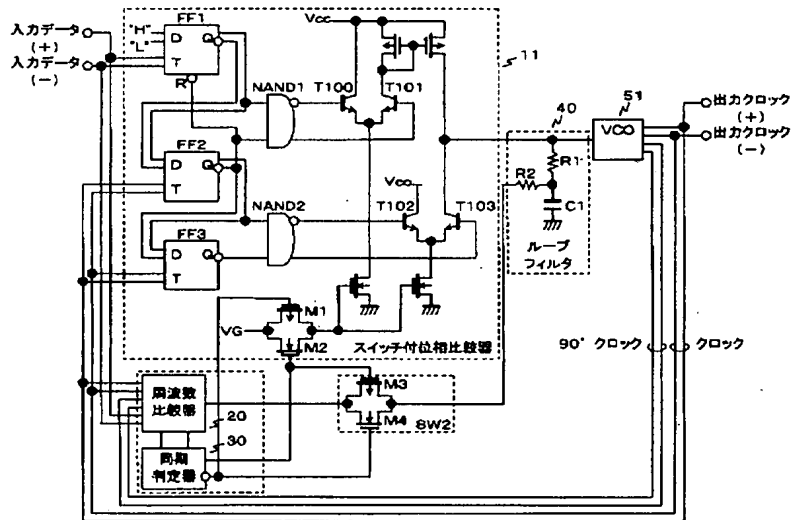 入力データ
(+)
入力データ
(-)
"H"
"L"
FF1
D
Q
T
R
FF2
D
Q
T
FF3
D
Q
T
NAND1
NAND2
Vcc
T100
T101
11
Vcc
T102
T103
VG
M1
M2
スイッチ付位相比較器
40
R1
R2
C1
ループ
フィルタ
51
VCO
出力クロック
(+)
出力クロック
(-)
90° クロック
クロック
周波数
比較器
20
同期
判定器
30
M3
M4
SW2